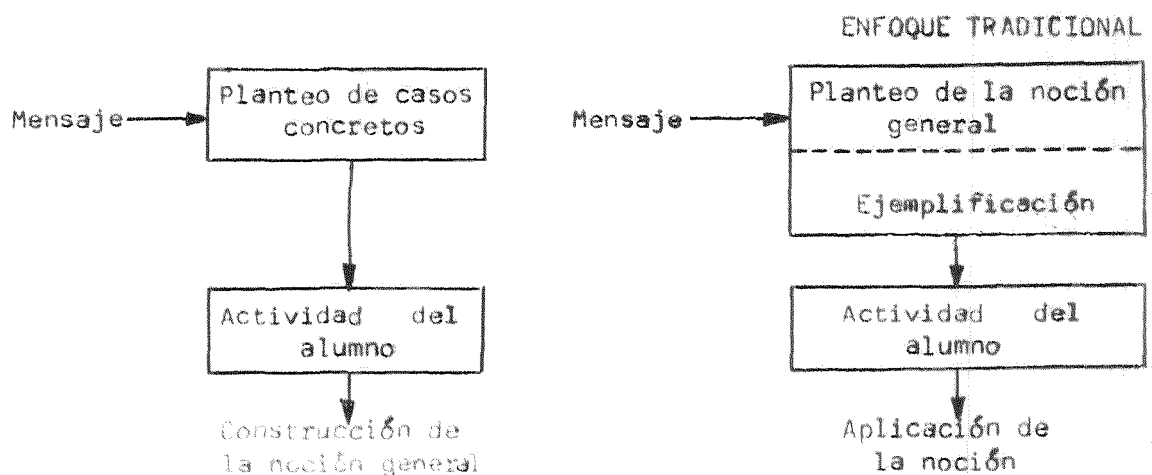 ENFOQUE TRADICIONAL
Mensaje
Planteo de casos
concretos
Actividad del
alumno
Construcción de
la noción general
Mensaje
Planteo de la noción
general
Ejemplificación
Actividad del
alumno
Aplicación de
la noción